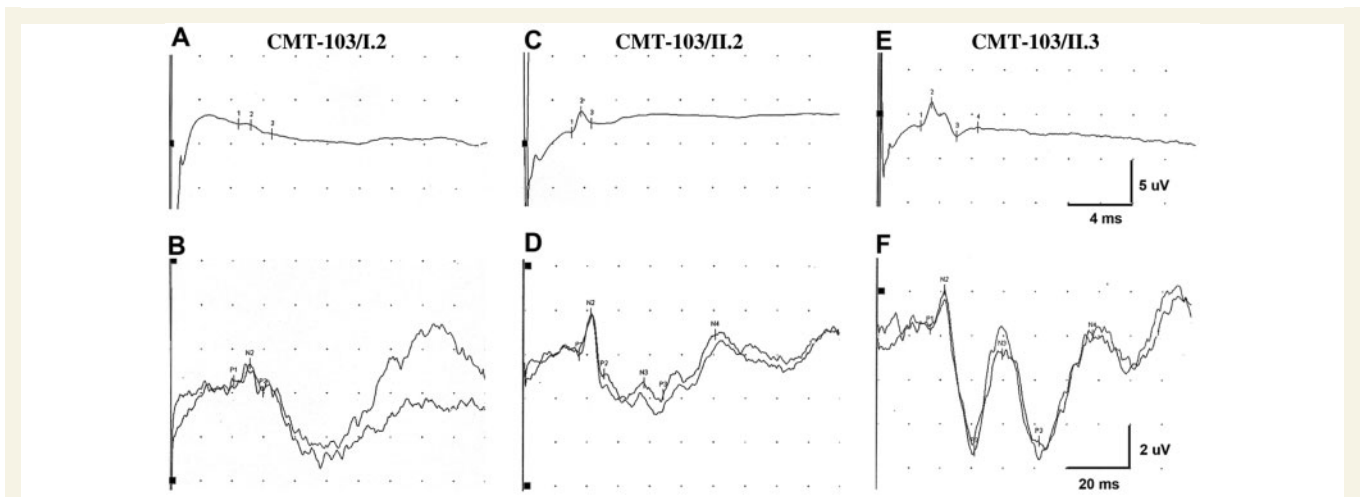 A CMT-103/I.2
C CMT-103/II.2
E CMT-103/II.3
1 2 3
1 2 3
1 2 3 4
5 uV
4 ms
B
P1 N2
D
P1 N2 P2 N3 P3 N4
F
P1 N2 N3 P3 N4
2 uV
20 ms